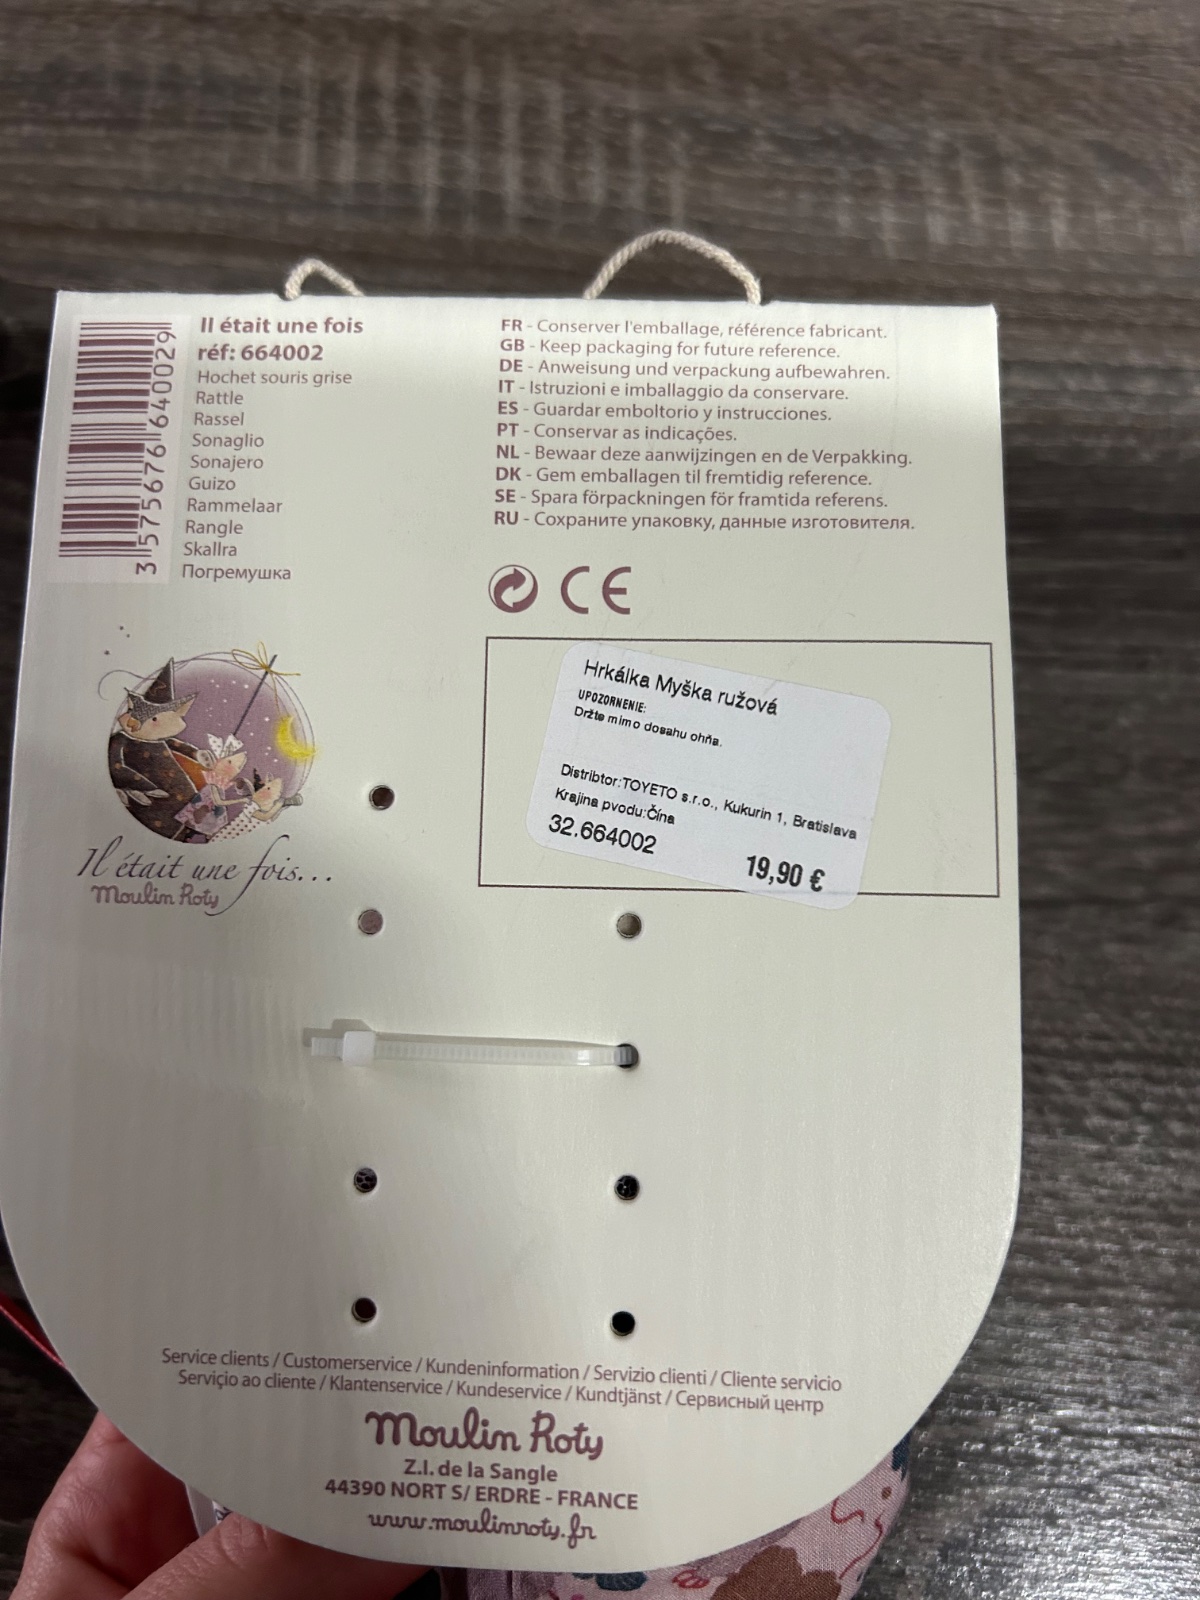 3 575676 640029
Il était une fois
réf: 664002
Hochet souris grise
Rattle
Rassel
Sonaglio
Sonajero
Guizo
Rammelaar
Rangle
Skallra
Погремушка
FR - Conserver l'emballage, référence fabricant.
GB - Keep packaging for future reference.
DE - Anweisung und verpackung aufbewahren.
IT - Istruzioni e imballaggio da conservare.
ES - Guardar emboltorio y instrucciones.
PT - Conservar as indicações.
NL - Bewaar deze aanwijzingen en de Verpakking.
DK - Gem emballagen til fremtidig reference.
SE - Spara förpackningen för framtida referens.
RU - Сохраните упаковку, данные изготовителя.
CE
Hrkálka Myška ružová
UPOZORNENIE:
Držte mimo dosahu ohňa.
Distribtor:TOYETO s.r.o., Kukurin 1, Bratislava
Krajina pvodu:Čína
32.664002
19,90 €
Il était une fois...
Moulin Roty
Service clients / Customerservice / Kundeninformation / Servizio clienti / Cliente servicio
Serviçio ao cliente / Klantenservice / Kundeservice / Kundtjänst / Сервисный центр
Moulin Roty
Z.I. de la Sangle
44390 NORT S/ ERDRE - FRANCE
www.moulinroty.fr